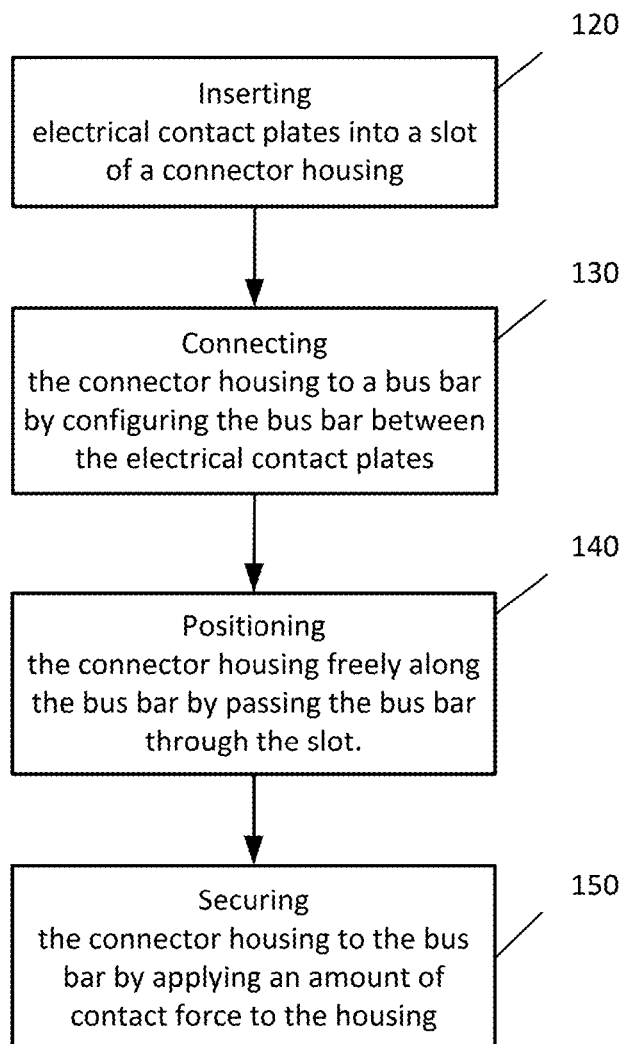 120
Inserting
electrical contact plates into a slot
of a connector housing
130
Connecting
the connector housing to a bus bar
by configuring the bus bar between
the electrical contact plates
140
Positioning
the connector housing freely along
the bus bar by passing the bus bar
through the slot.
150
Securing
the connector housing to the bus
bar by applying an amount of
contact force to the housing